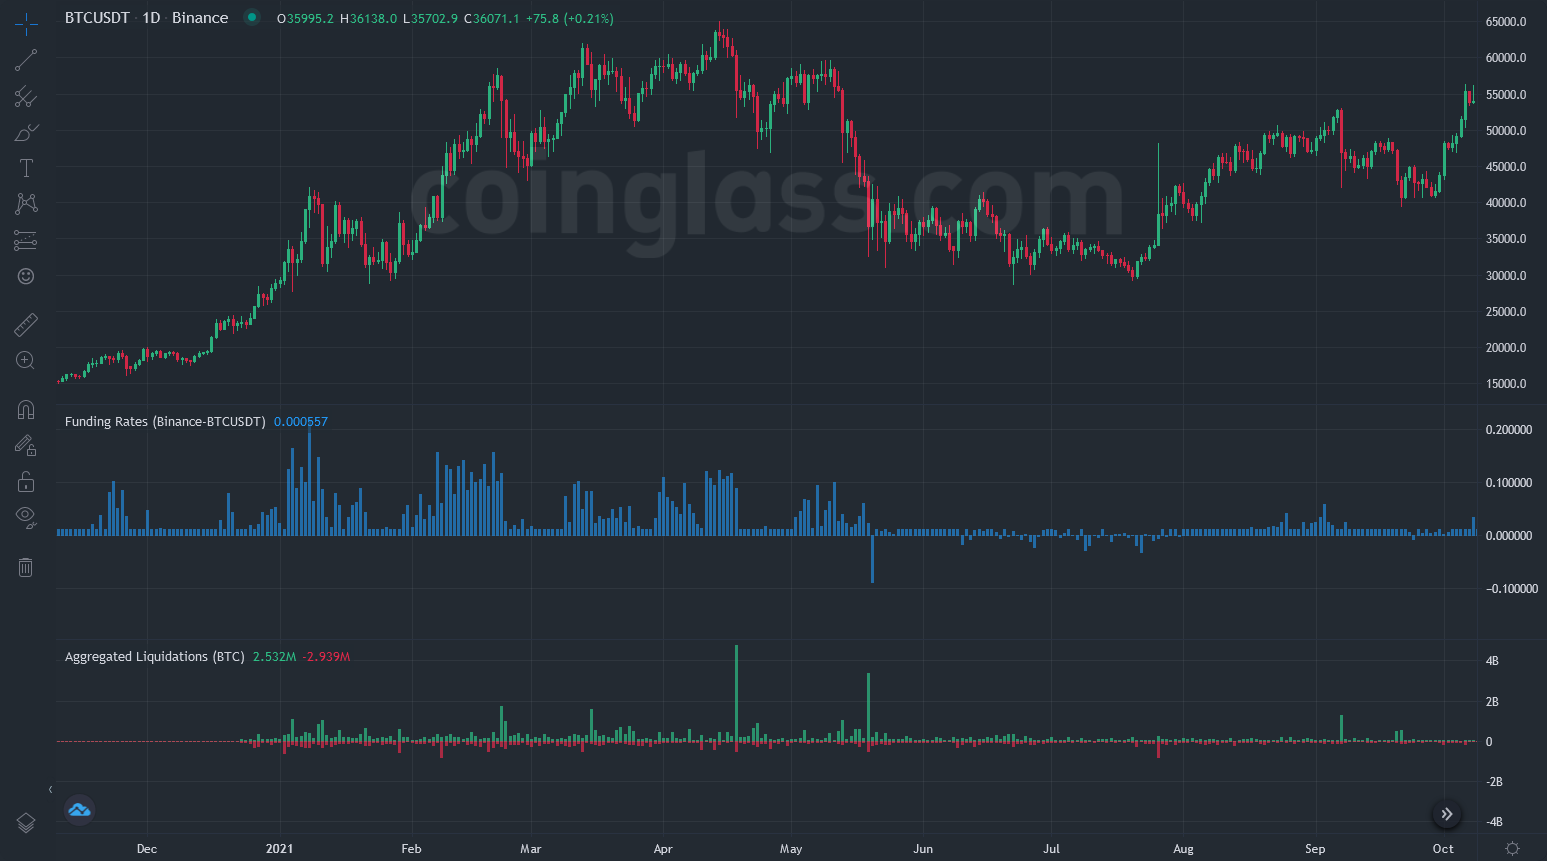 BTCUSDT · 1D · Binance O35995.2 H36138.0 L35702.9 C36071.1 +75.8 (+0.21%)
65000.0
60000.0
55000.0
50000.0
45000.0
40000.0
35000.0
30000.0
25000.0
20000.0
15000.0
coinglass.com
Funding Rates (Binance-BTCUSDT) 0.000557
0.200000
0.100000
0.000000
−0.100000
Aggregated Liquidations (BTC) 2.532M -2.939M
4B
2B
0
-2B
-4B
Dec 2021 Feb Mar Apr May Jun Jul Aug Sep Oct